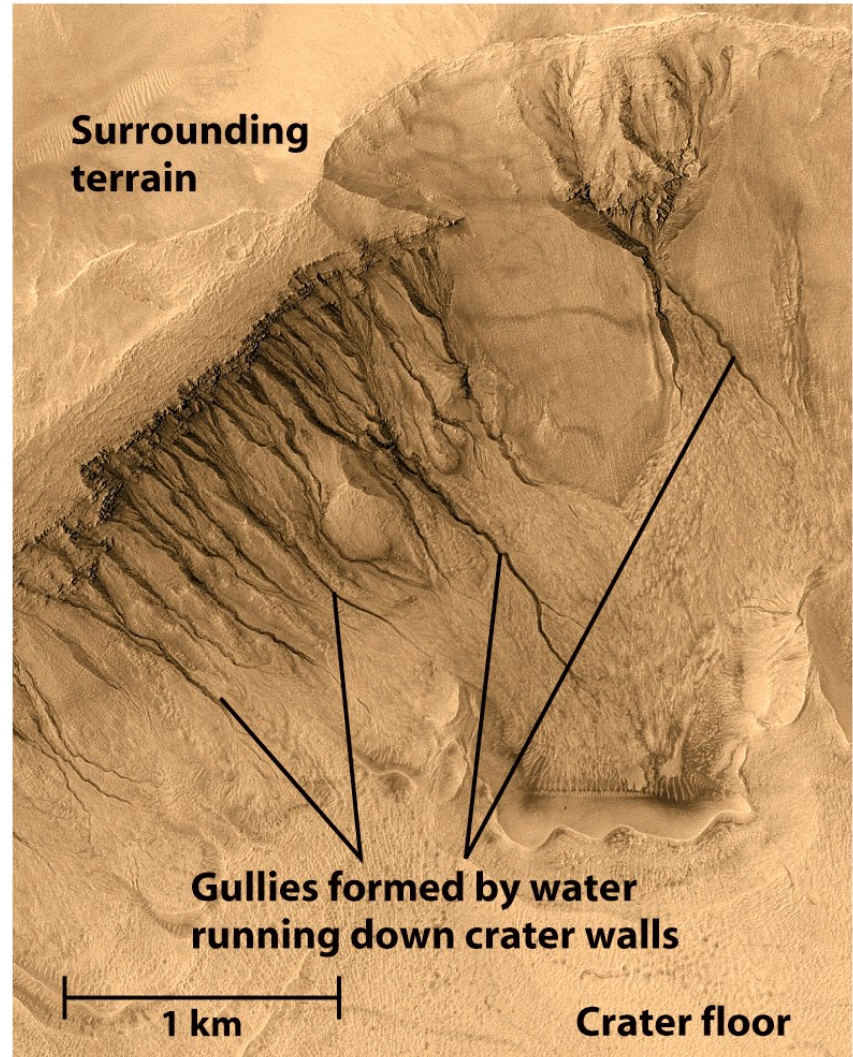 Surrounding
terrain
Gullies formed by water
running down crater walls
1 km
Crater floor